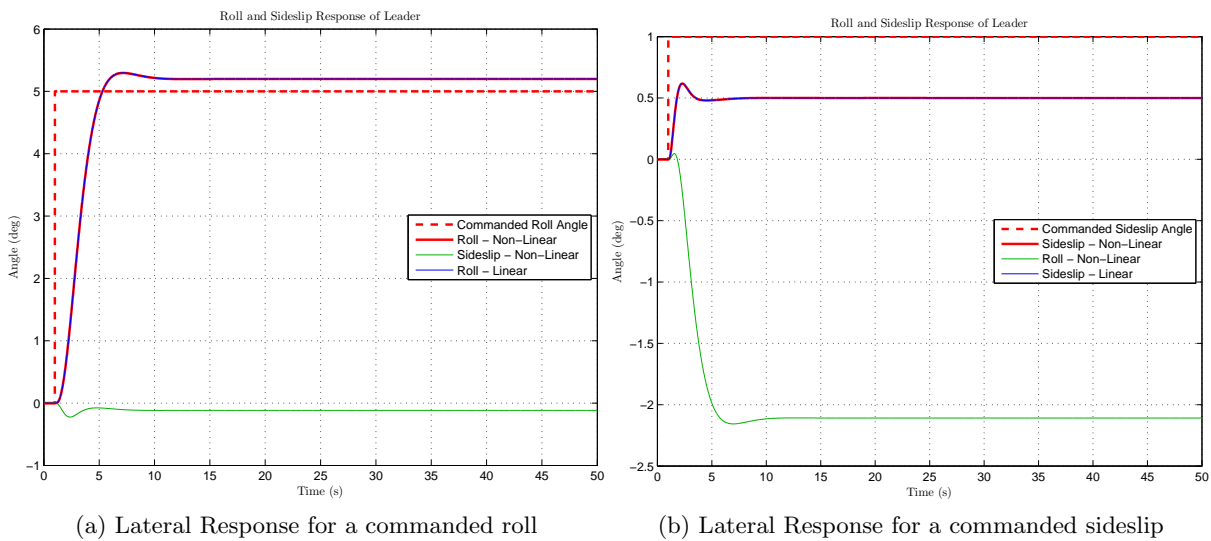 Roll and Sideslip Response of Leader
6
5
4
3
2
1
0
−1
Angle (deg)
Commanded Roll Angle
Roll − Non−Linear
Sideslip − Non−Linear
Roll − Linear
0 5 10 15 20 25 30 35 40 45 50
Time (s)
(a) Lateral Response for a commanded roll
Roll and Sideslip Response of Leader
1
0.5
0
−0.5
−1
−1.5
−2
−2.5
Angle (deg)
Commanded Sideslip Angle
Sideslip − Non−Linear
Roll − Non−Linear
Sideslip − Linear
0 5 10 15 20 25 30 35 40 45 50
Time (s)
(b) Lateral Response for a commanded sideslip